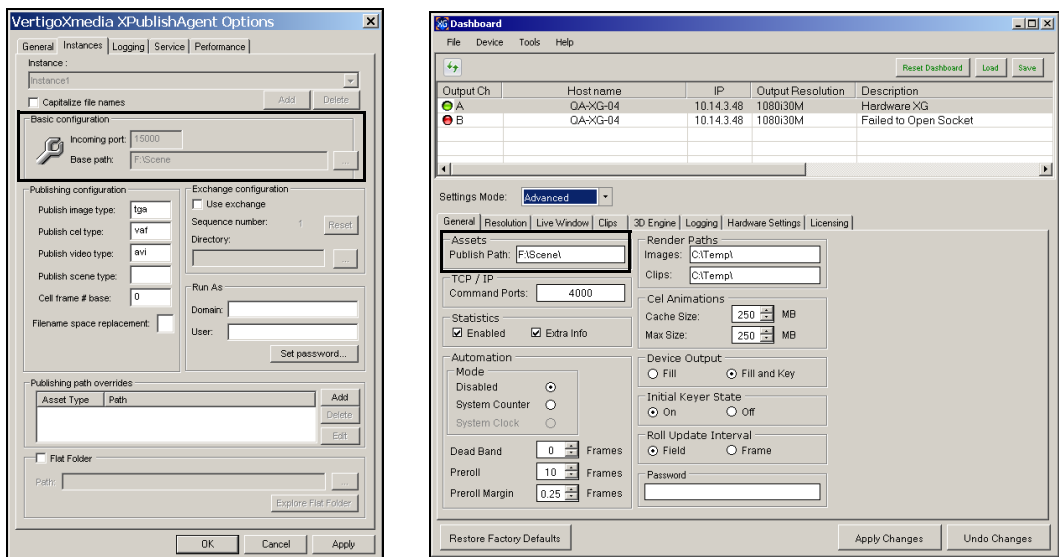 VertigoXmedia XPublishAgent Options
General Instances Logging Service Performance
Instance :
Instance1
Capitalize file names
Add Delete
Basic configuration
Incoming port: 15000
Base path: F:\Scene ...
Publishing configuration
Publish image type: tga
Publish cel type: vaf
Publish video type: avi
Publish scene type:
Cell frame # base: 0
Filename space replacement:
Exchange configuration
Use exchange
Sequence number: 1 Reset
Directory:
...
Run As
Domain:
User:
Set password...
Publishing path overrides
Asset Type Path
Add
Delete
Edit
Flat Folder
Path: ...
Explore Flat Folder
OK Cancel Apply
XG Dashboard
File Device Tools Help
Reset Dashboard Load Save
Output Ch Host name IP Output Resolution Description
A QA-XG-04 10.14.3.48 1080i30M Hardware XG
B QA-XG-04 10.14.3.48 1080i30M Failed to Open Socket
Settings Mode: Advanced
General Resolution Live Window Clips 3D Engine Logging Hardware Settings Licensing
Assets
Publish Path: F:\Scene\
TCP / IP
Command Ports: 4000
Statistics
Enabled Extra Info
Automation
Mode
Disabled
System Counter
System Clock
Dead Band 0 Frames
Preroll 10 Frames
Preroll Margin 0.25 Frames
Render Paths
Images: C:\Temp\
Clips: C:\Temp\
Cel Animations
Cache Size: 250 MB
Max Size: 250 MB
Device Output
Fill Fill and Key
Initial Keyer State
On Off
Roll Update Interval
Field Frame
Password
Restore Factory Defaults Apply Changes Undo Changes